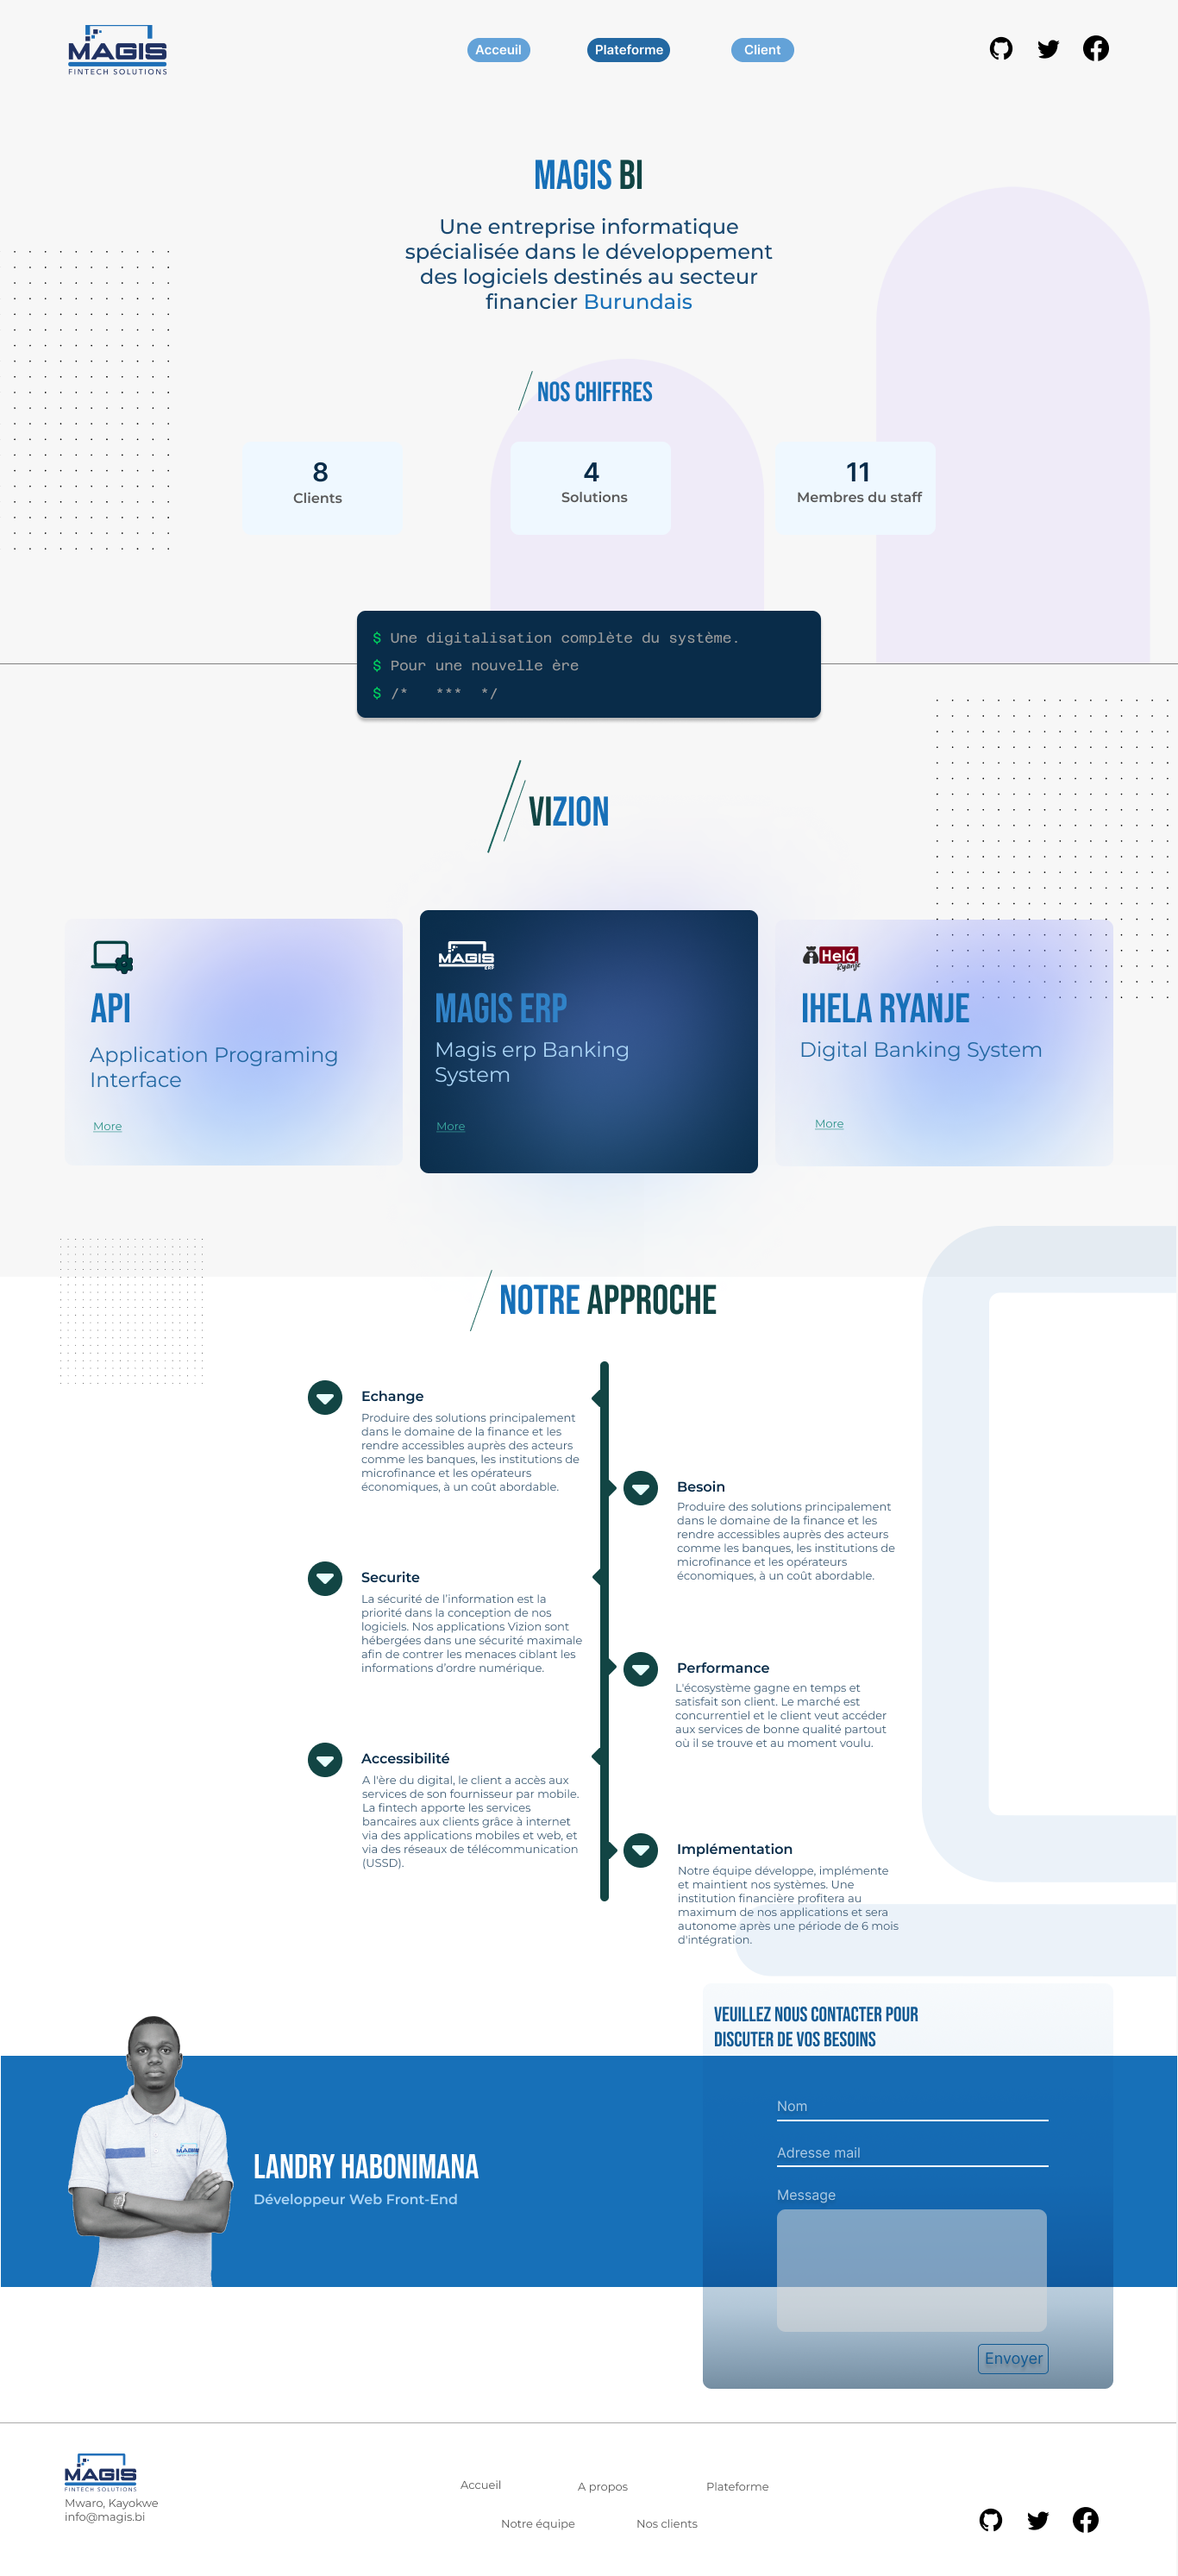 MAGIS
FINTECH SOLUTIONS
Acceuil
Plateforme
Client
MAGIS BI
Une entreprise informatique
spécialisée dans le développement
des logiciels destinés au secteur
financier Burundais
NOS CHIFFRES
8
Clients
4
Solutions
11
Membres du staff
$ Une digitalisation complète du système.
$ Pour une nouvelle ère
$ /* *** */
VIZION
API
Application Programing
Interface
More
MAGIS
ERP
MAGIS ERP
Magis erp Banking
System
More
Helá
Ryanje
IHELA RYANJE
Digital Banking System
More
NOTRE APPROCHE
Echange
Produire des solutions principalement
dans le domaine de la finance et les
rendre accessibles auprès des acteurs
comme les banques, les institutions de
microfinance et les opérateurs
économiques, à un coût abordable.
Besoin
Produire des solutions principalement
dans le domaine de la finance et les
rendre accessibles auprès des acteurs
comme les banques, les institutions de
microfinance et les opérateurs
économiques, à un coût abordable.
Securite
La sécurité de l’information est la
priorité dans la conception de nos
logiciels. Nos applications Vizion sont
hébergées dans une sécurité maximale
afin de contrer les menaces ciblant les
informations d’ordre numérique.
Performance
L'écosystème gagne en temps et
satisfait son client. Le marché est
concurrentiel et le client veut accéder
aux services de bonne qualité partout
où il se trouve et au moment voulu.
Accessibilité
A l'ère du digital, le client a accès aux
services de son fournisseur par mobile.
La fintech apporte les services
bancaires aux clients grâce à internet
via des applications mobiles et web, et
via des réseaux de télécommunication
(USSD).
Implémentation
Notre équipe développe, implémente
et maintient nos systèmes. Une
institution financière profitera au
maximum de nos applications et sera
autonome après une période de 6 mois
d'intégration.
VEUILLEZ NOUS CONTACTER POUR
DISCUTER DE VOS BESOINS
Nom
Adresse mail
Message
Envoyer
MAGIS
LANDRY HABONIMANA
Développeur Web Front-End
MAGIS
FINTECH SOLUTIONS
Mwaro, Kayokwe
info@magis.bi
Accueil
A propos
Plateforme
Notre équipe
Nos clients